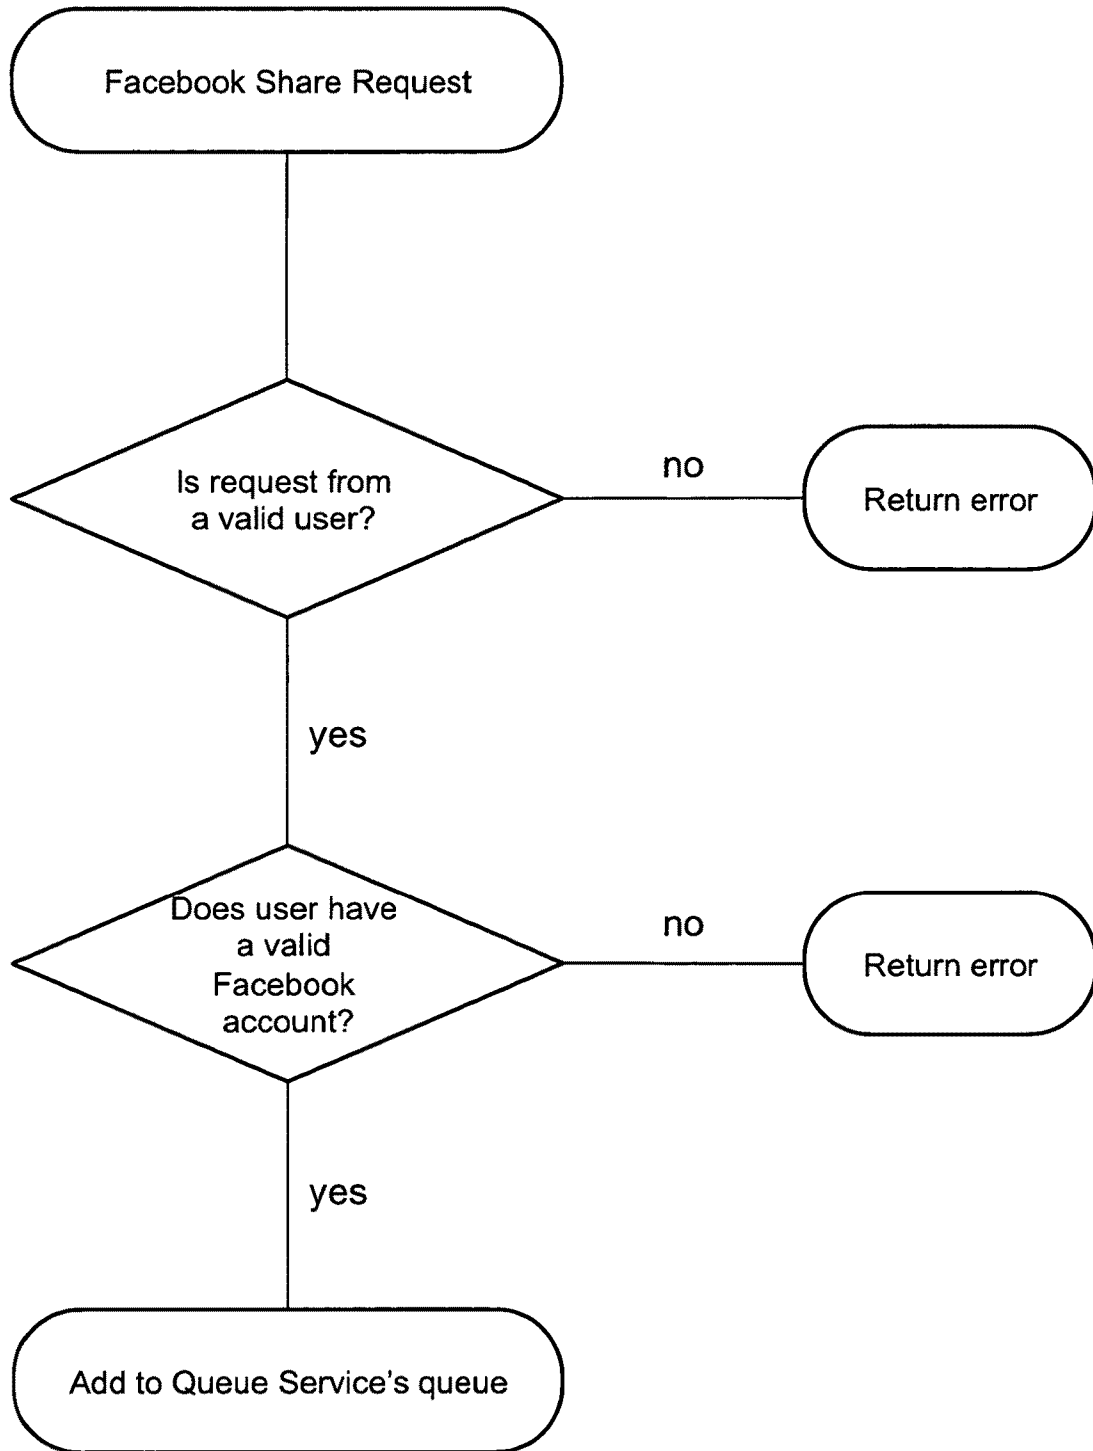 Facebook Share Request
Is request from
a valid user?
no
Return error
yes
Does user have
a valid
Facebook
account?
no
Return error
yes
Add to Queue Service's queue